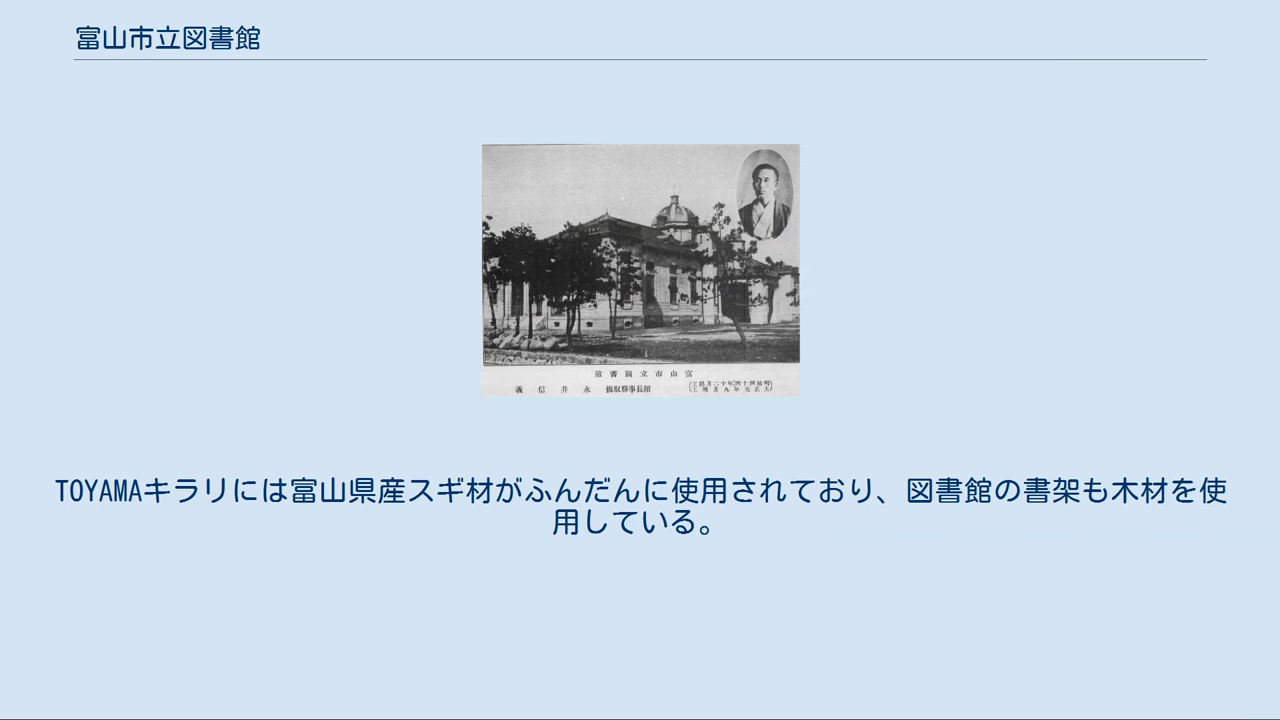 富山市立図書館
館書圖立市山富
義信井永 扱取務事長館
TOYAMAキラリには富山県産スギ材がふんだんに使用されており、図書館の書架も木材を使
用している。